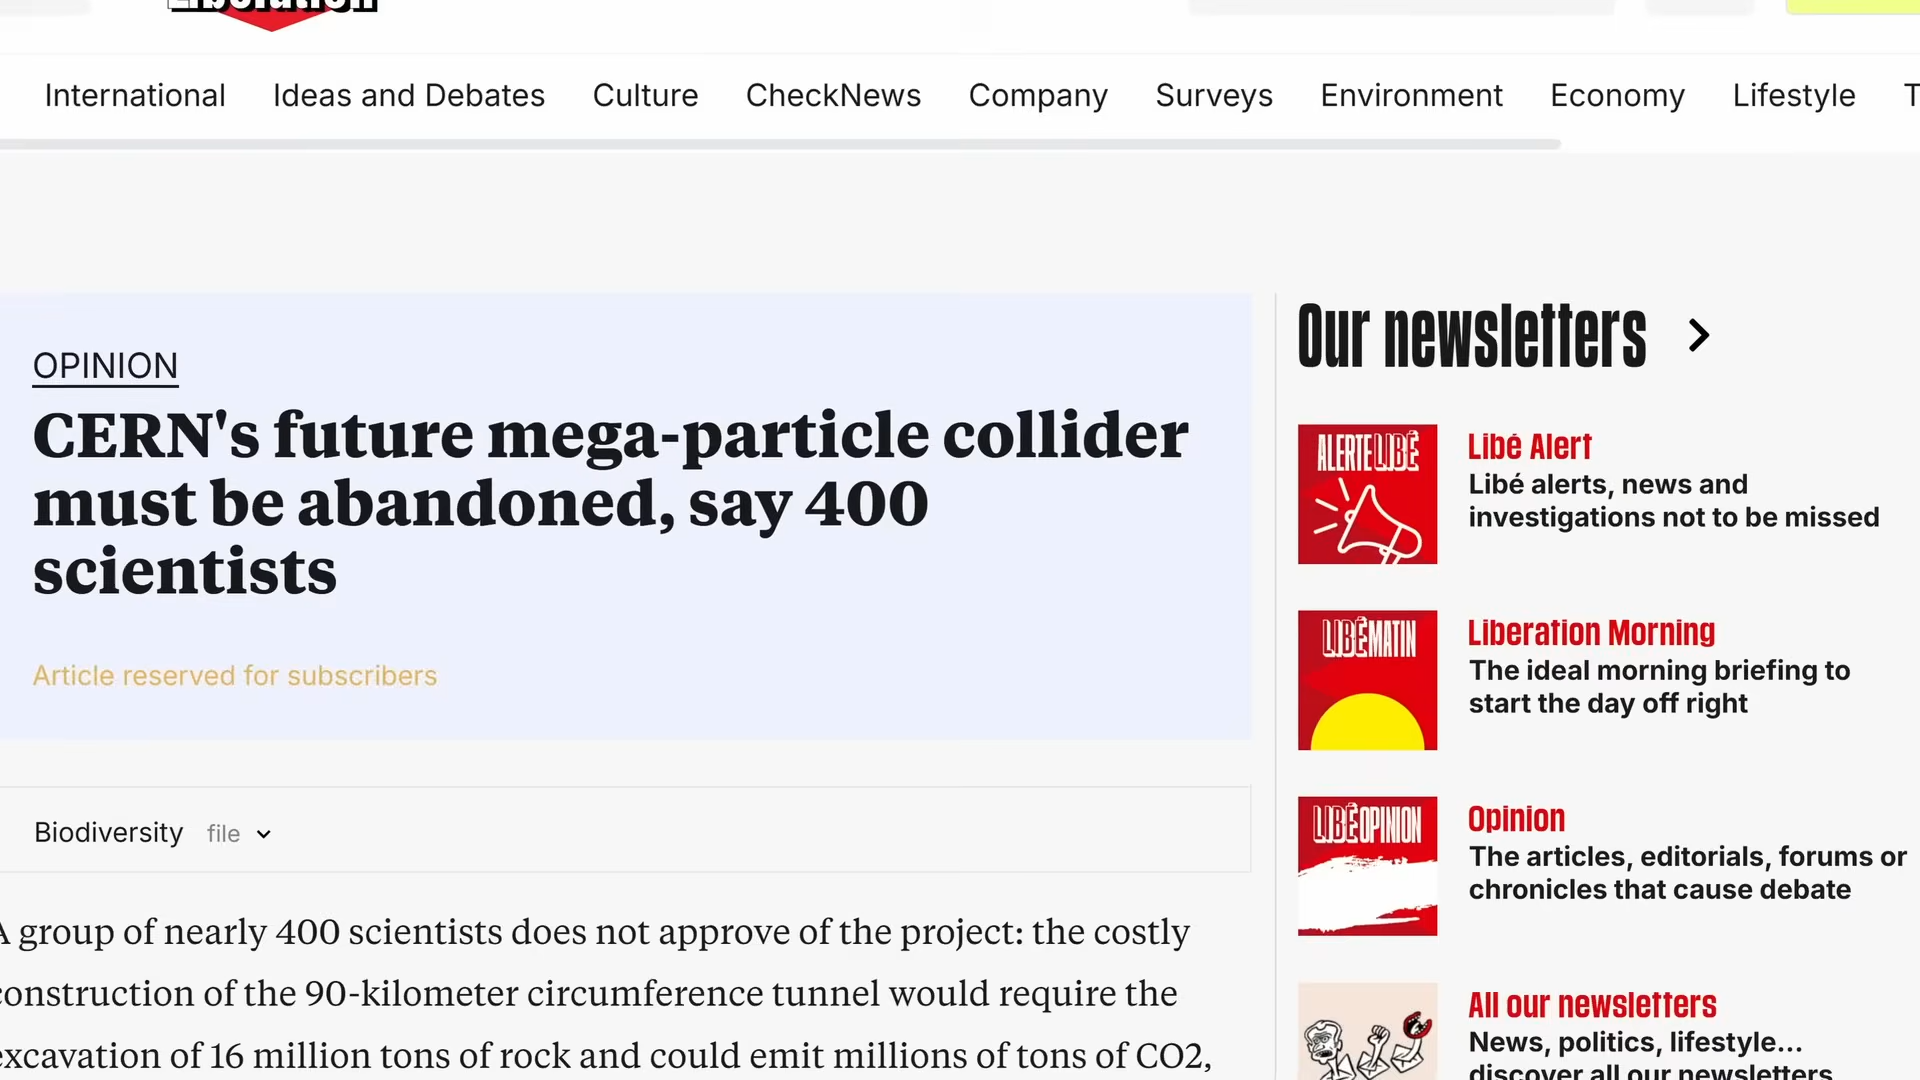 Libération
International Ideas and Debates Culture CheckNews Company Surveys Environment Economy Lifestyle
OPINION
CERN's future mega-particle collider
must be abandoned, say 400
scientists
Article reserved for subscribers
Biodiversity file
A group of nearly 400 scientists does not approve of the project: the costly
construction of the 90-kilometer circumference tunnel would require the
excavation of 16 million tons of rock and could emit millions of tons of CO2,
Our newsletters
ALERTE LIBÉ
Libé Alert
Libé alerts, news and
investigations not to be missed
LIBÉ MATIN
Liberation Morning
The ideal morning briefing to
start the day off right
LIBÉ OPINION
Opinion
The articles, editorials, forums or
chronicles that cause debate
All our newsletters
News, politics, lifestyle...
discover all our newsletters